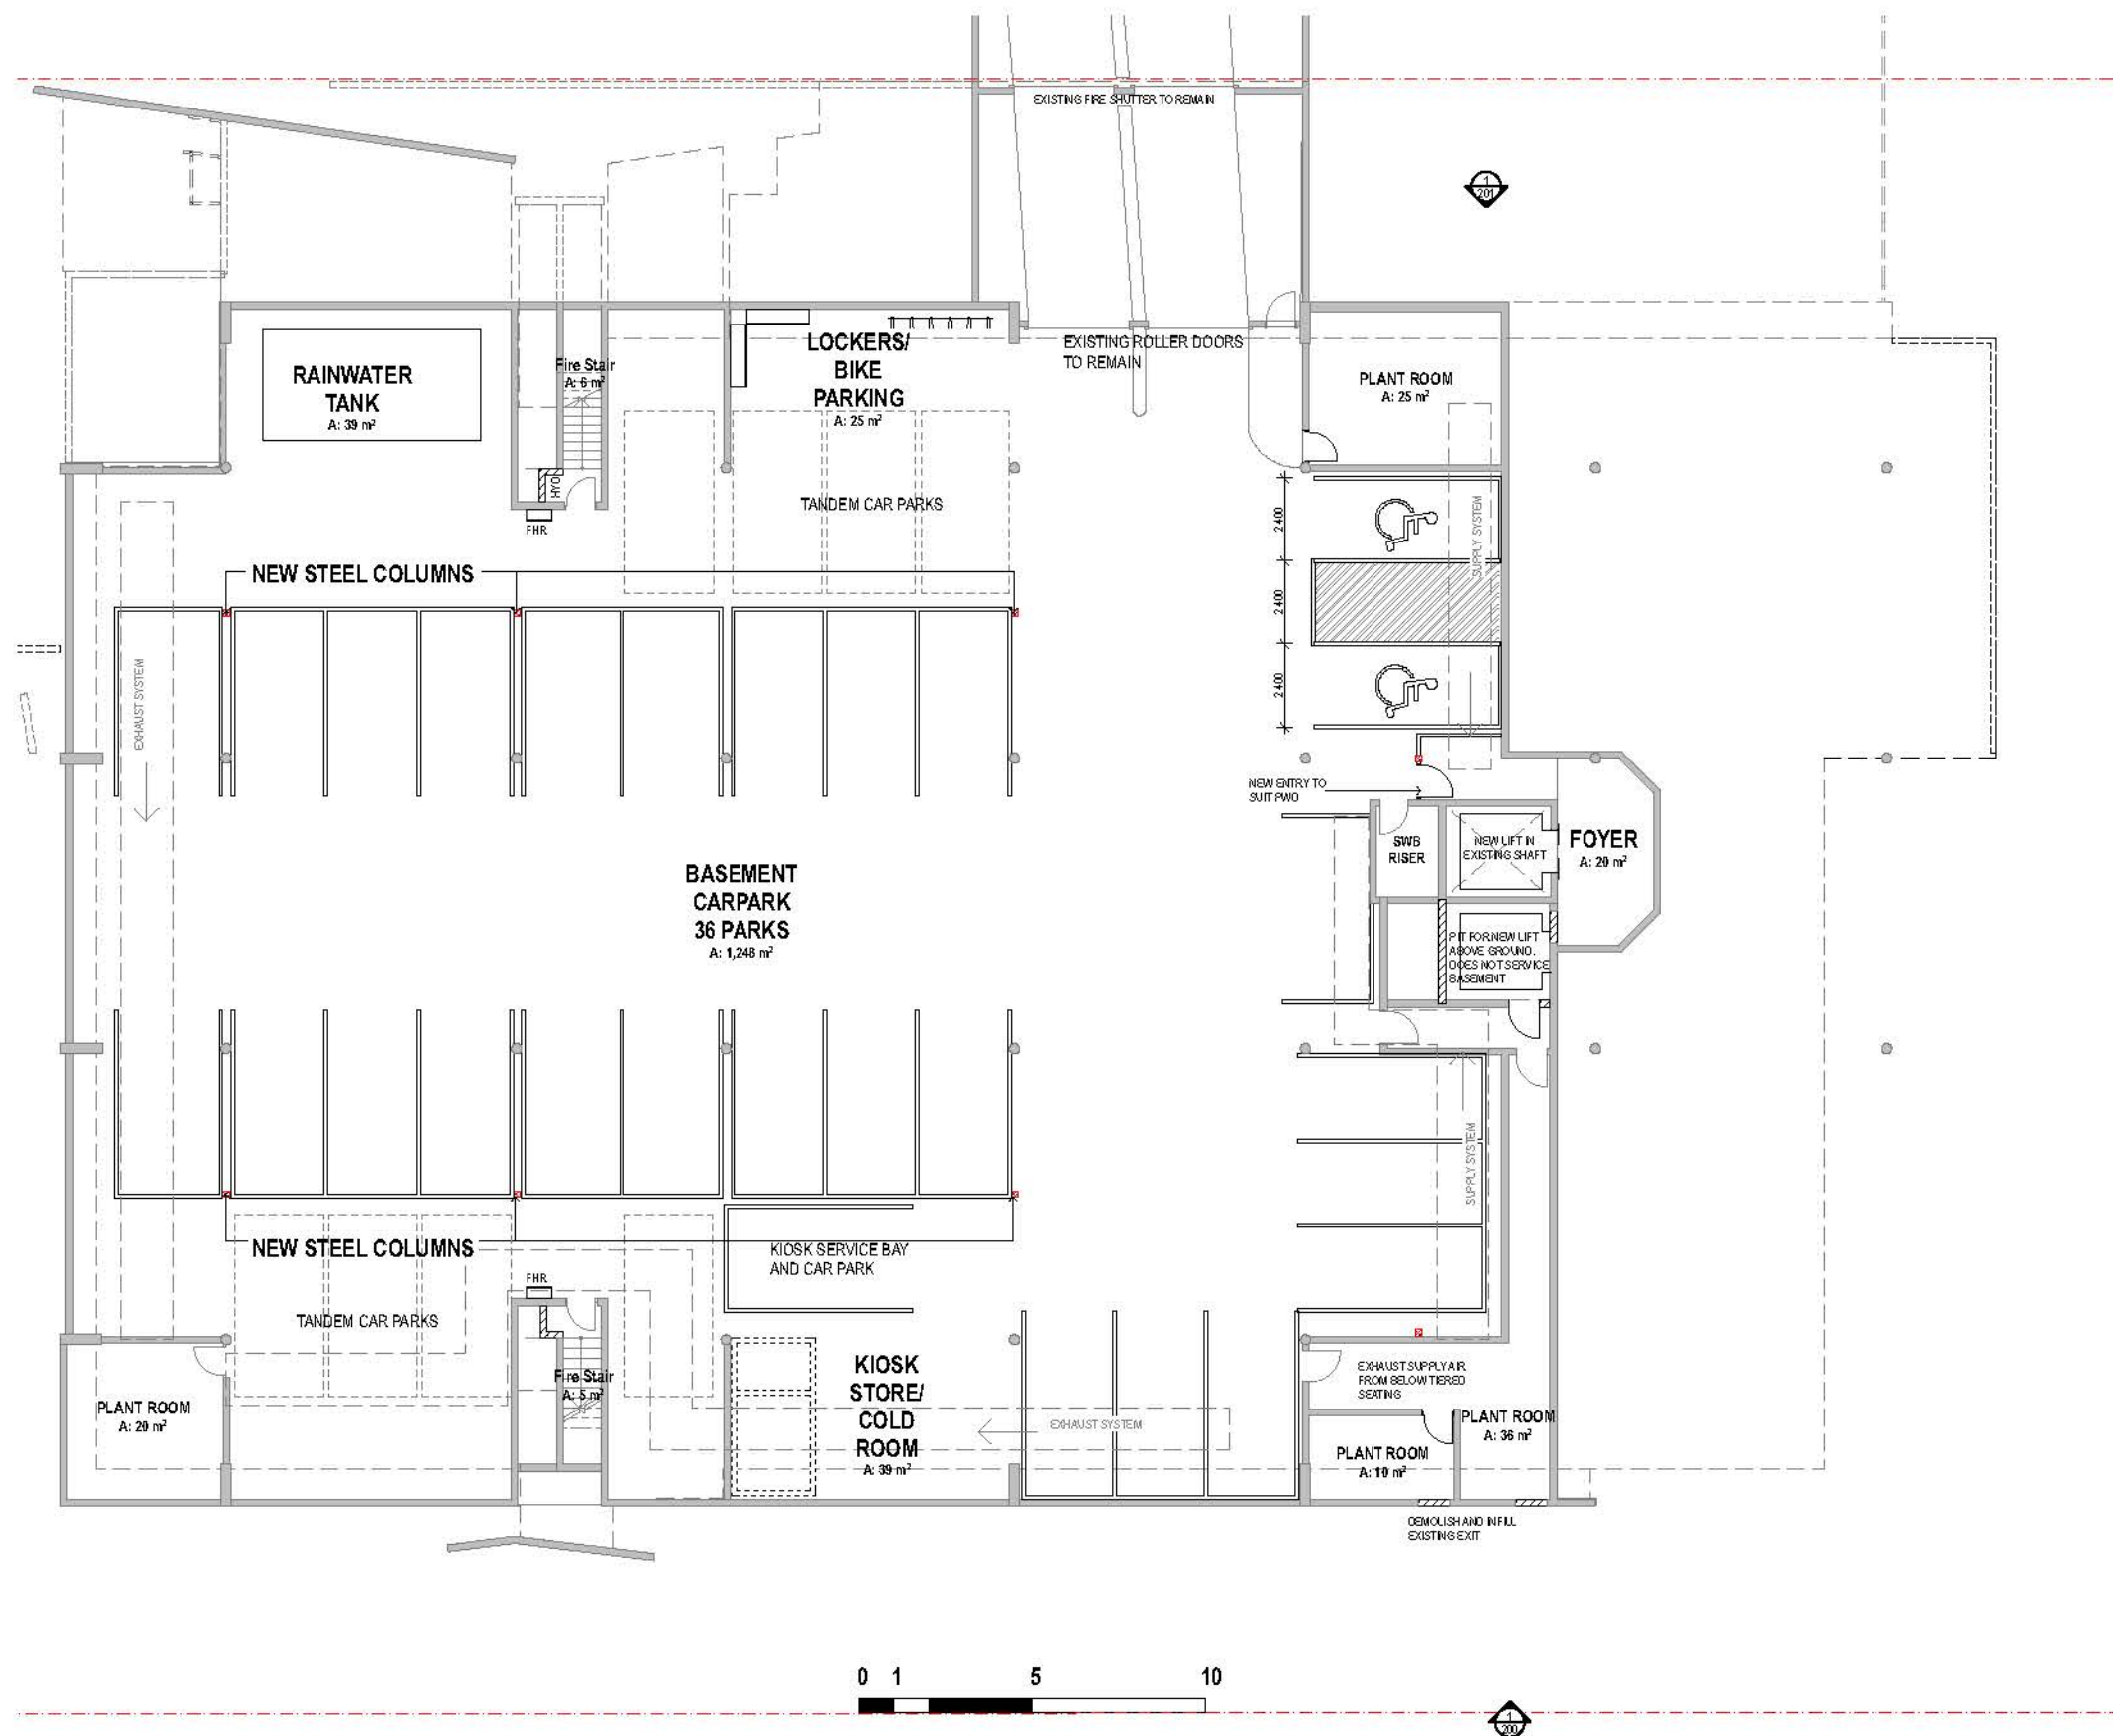 EXISTING FIRE SHUTTER TO REMAIN
1
201
LOCKERS/
BIKE
PARKING
A: 25 m²
EXISTING ROLLER DOORS
TO REMAIN
RAINWATER
TANK
A: 39 m²
Fire Stair
A: 6 m²
PLANT ROOM
A: 25 m²
HYD
FHR
TANDEM CAR PARKS
SUPPLY SYSTEM
2400
2400
2400
NEW STEEL COLUMNS
EXHAUST SYSTEM
NEW ENTRY TO
SUIT PWD
BASEMENT
CARPARK
36 PARKS
A: 1,248 m²
SWB
RISER
NEW LIFT IN
EXISTING SHAFT
FOYER
A: 20 m²
PIT FOR NEW LIFT
ABOVE GROUND.
DOES NOT SERVICE
BASEMENT
SUPPLY SYSTEM
NEW STEEL COLUMNS
KIOSK SERVICE BAY
AND CAR PARK
FHR
TANDEM CAR PARKS
Fire Stair
A: 5 m²
KIOSK
STORE/
COLD
ROOM
A: 39 m²
EXHAUST SYSTEM
EXHAUST SUPPLY AIR
FROM BELOW TIERED
SEATING
PLANT ROOM
A: 20 m²
PLANT ROOM
A: 36 m²
PLANT ROOM
A: 10 m²
DEMOLISH AND INFILL
EXISTING EXIT
0 1 5 10
1
200